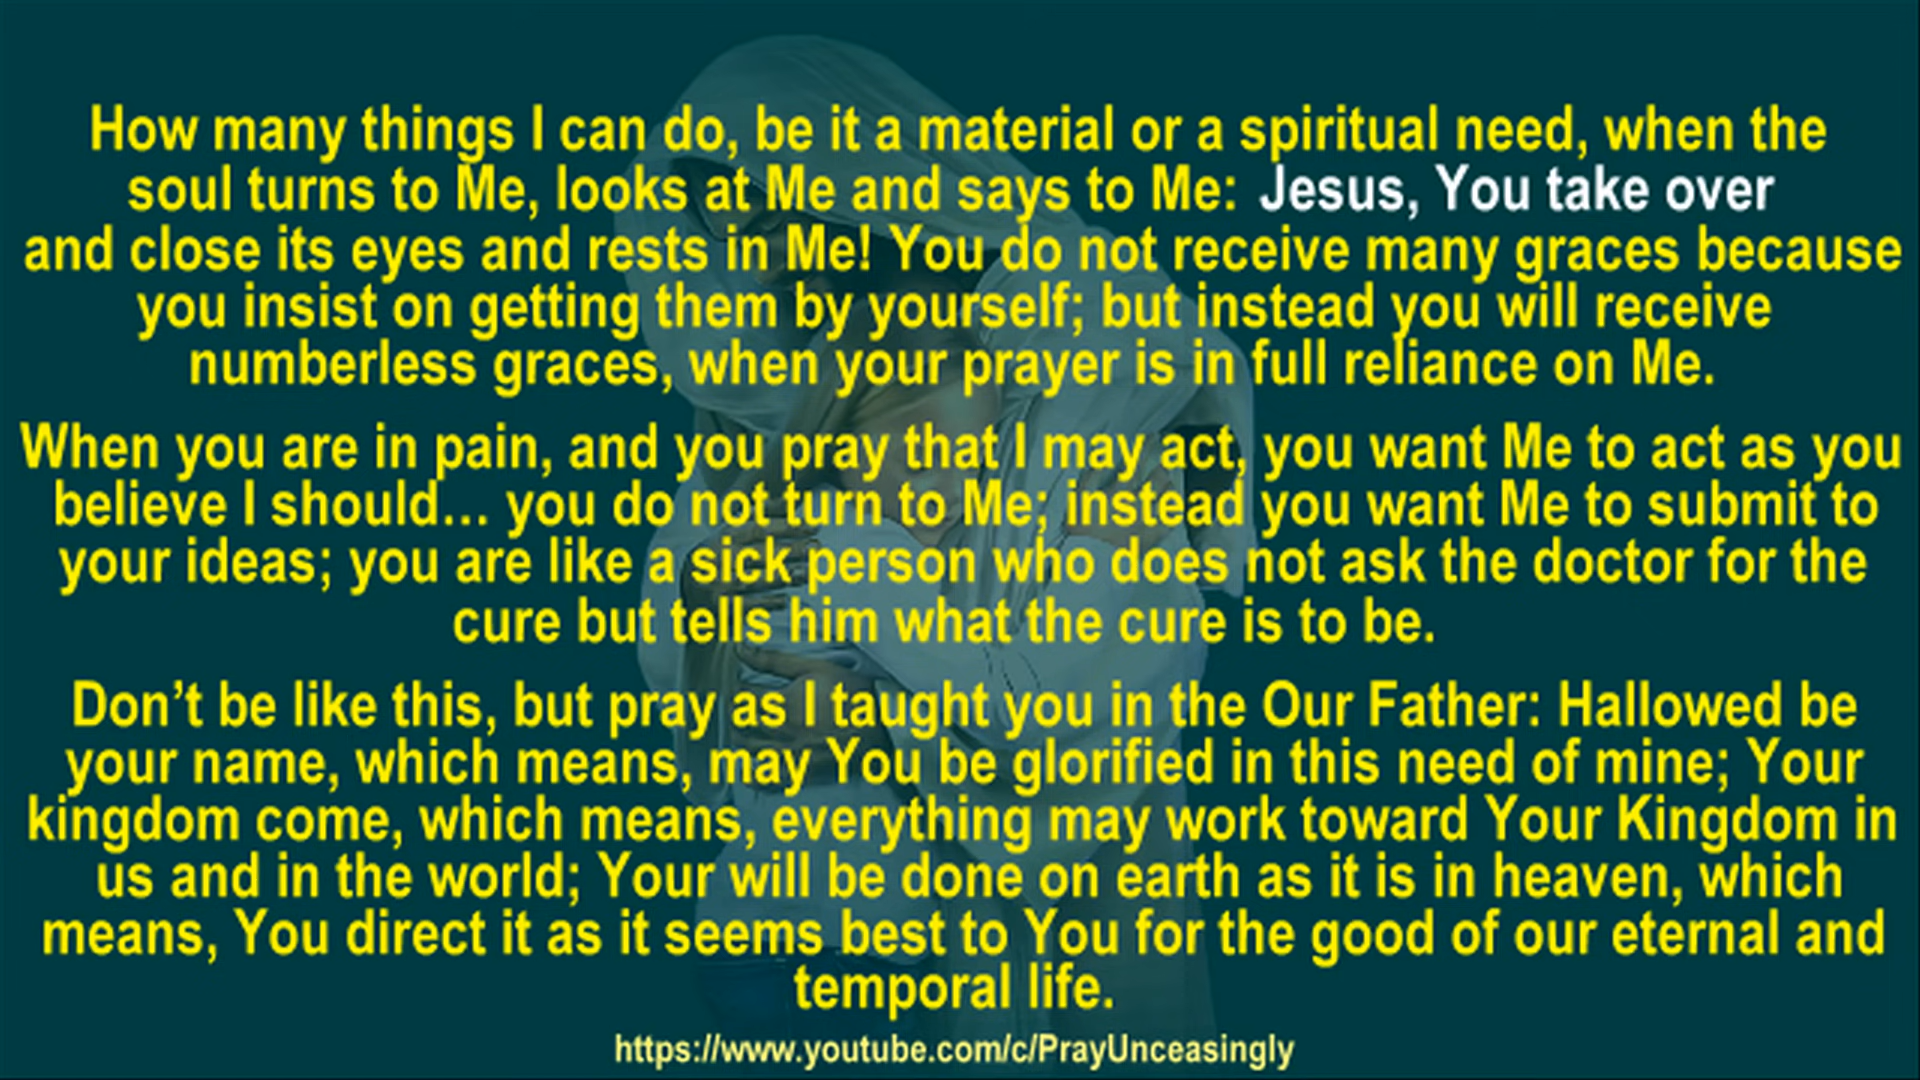 How many things I can do, be it a material or a spiritual need, when the
soul turns to Me, looks at Me and says to Me: Jesus, You take over
and close its eyes and rests in Me! You do not receive many graces because
you insist on getting them by yourself; but instead you will receive
numberless graces, when your prayer is in full reliance on Me.
When you are in pain, and you pray that I may act, you want Me to act as you
believe I should… you do not turn to Me; instead you want Me to submit to
your ideas; you are like a sick person who does not ask the doctor for the
cure but tells him what the cure is to be.
Don’t be like this, but pray as I taught you in the Our Father: Hallowed be
your name, which means, may You be glorified in this need of mine; Your
kingdom come, which means, everything may work toward Your Kingdom in
us and in the world; Your will be done on earth as it is in heaven, which
means, You direct it as it seems best to You for the good of our eternal and
temporal life.
https://www.youtube.com/c/PrayUnceasingly